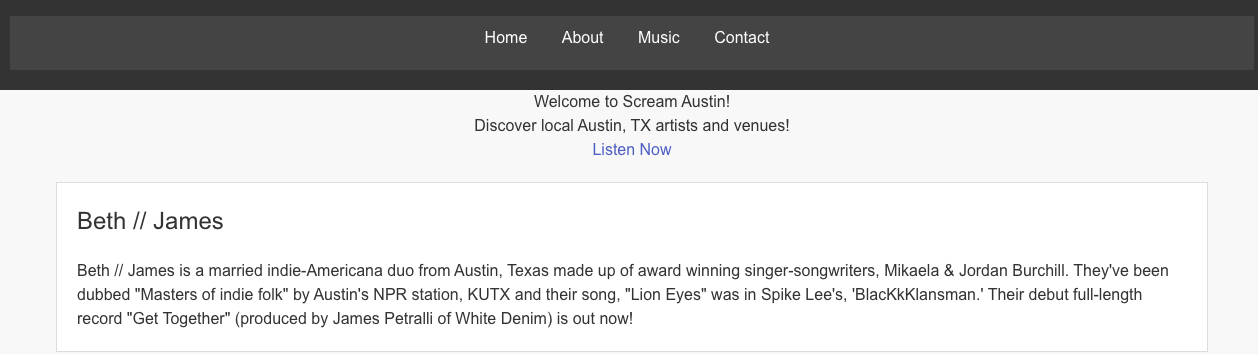 Home About Music Contact
Welcome to Scream Austin!
Discover local Austin, TX artists and venues!
Listen Now
Beth // James
Beth // James is a married indie-Americana duo from Austin, Texas made up of award winning singer-songwriters, Mikaela & Jordan Burchill. They've been
dubbed "Masters of indie folk" by Austin's NPR station, KUTX and their song, "Lion Eyes" was in Spike Lee's, 'BlacKkKlansman.' Their debut full-length
record "Get Together" (produced by James Petralli of White Denim) is out now!